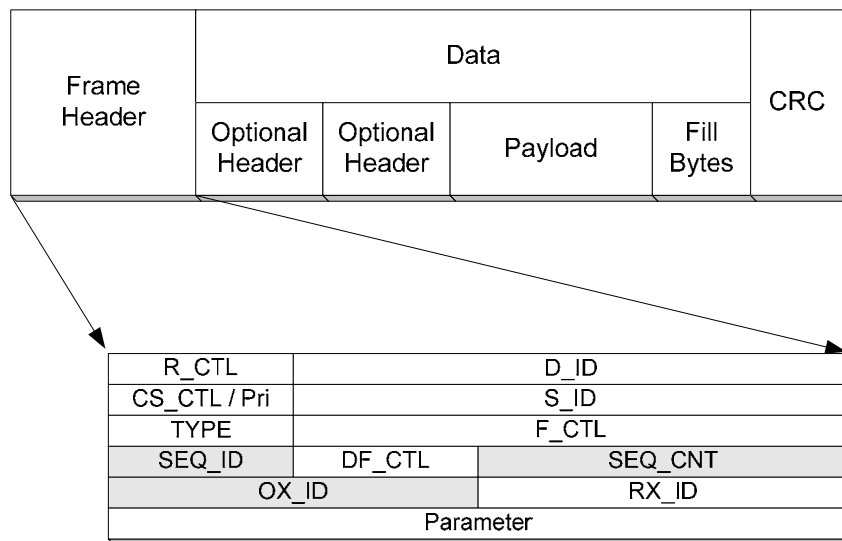 Frame
Header
Data
CRC
Optional
Header
Optional
Header
Payload
Fill
Bytes
R_CTL
D_ID
CS_CTL / Pri
S_ID
TYPE
F_CTL
SEQ_ID
DF_CTL
SEQ_CNT
OX_ID
RX_ID
Parameter